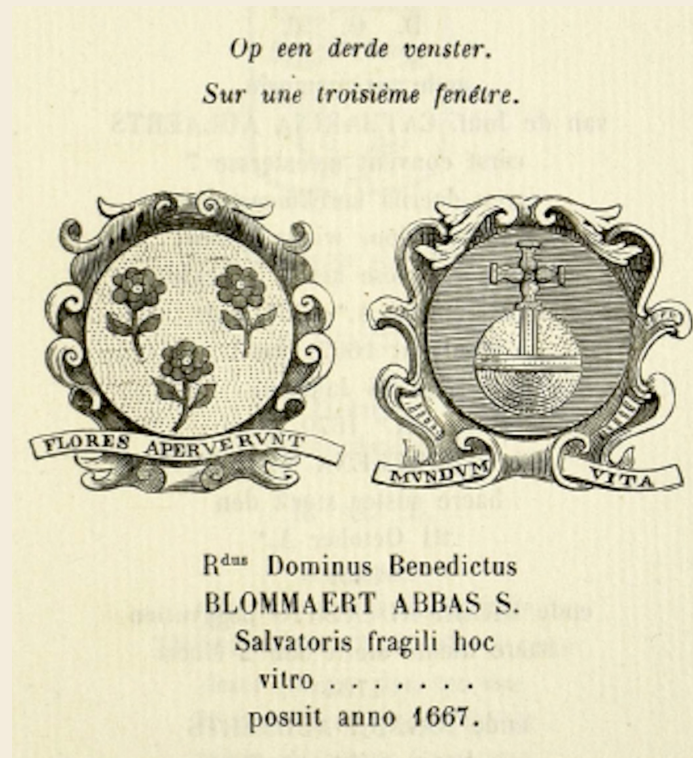 Op een derde venster.
Sur une troisième fenêtre.
FLORES APERVERVNT
MVNDVM VITA
Rdus Dominus Benedictus
BLOMMAERT ABBAS S.
Salvatoris fragili hoc
vitro . . . . . . .
posuit anno 1667.